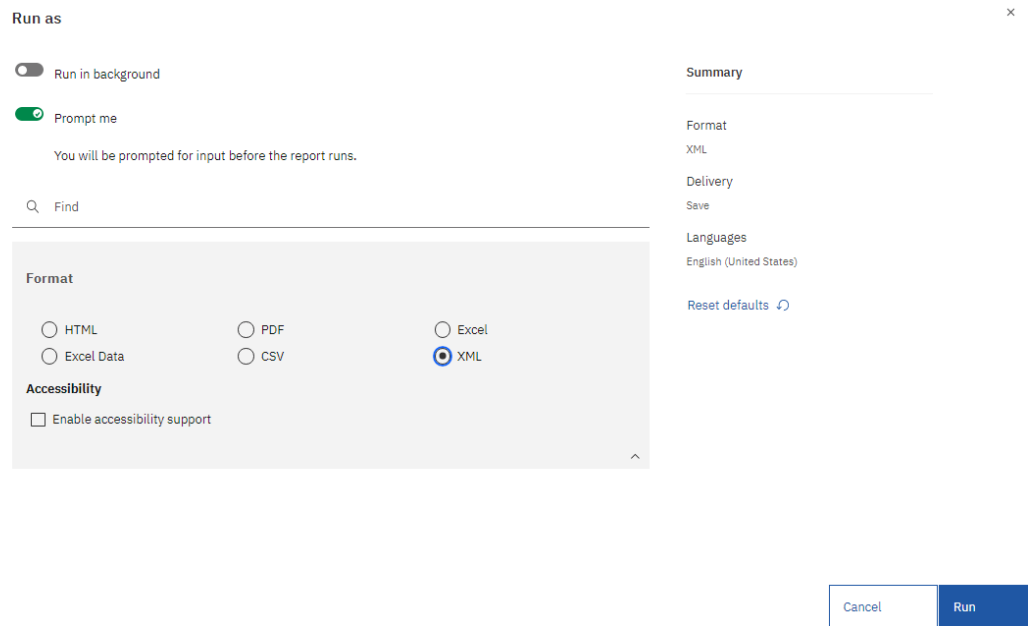 Run as
Run in background
Prompt me
You will be prompted for input before the report runs.
Find
Format
HTML PDF Excel
Excel Data CSV XML
Accessibility
Enable accessibility support
Summary
Format
XML
Delivery
Save
Languages
English (United States)
Reset defaults
Cancel Run